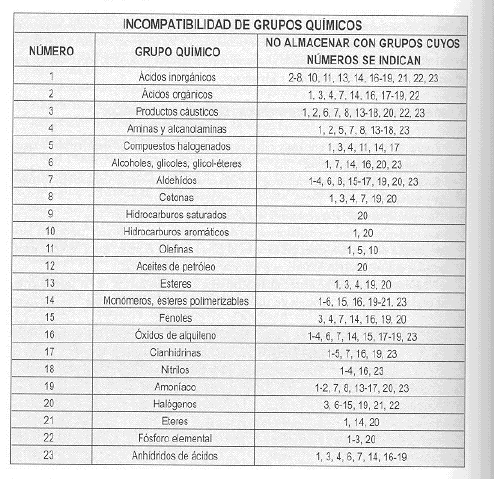 INCOMPATIBILIDAD DE GRUPOS QUÍMICOS
NÚMERO GRUPO QUÍMICO NO ALMACENAR CON GRUPOS CUYOS NÚMEROS SE INDICAN
1 Ácidos inorgánicos 2-8, 10, 11, 13, 14, 16-19, 21, 22, 23
2 Ácidos orgánicos 1, 3, 4, 7, 14, 16, 17-19, 22
3 Productos cáusticos 1, 2, 6, 7, 8, 13-18, 20, 22, 23
4 Aminas y alcanolaminas 1, 2, 5, 7, 8, 13-18, 23
5 Compuestos halogenados 1, 3, 4, 11, 14, 17
6 Alcoholes, glicoles, glicol-éteres 1, 7, 14, 16, 20, 23
7 Aldehídos 1-4, 6, 8, 15-17, 19, 20, 23
8 Cetonas 1, 3, 4, 7, 19, 20
9 Hidrocarburos saturados 20
10 Hidrocarburos aromáticos 1, 20
11 Olefinas 1, 5, 10
12 Aceites de petróleo 20
13 Esteres 1, 3, 4, 19, 20
14 Monómeros, ésteres polimerizables 1-6, 15, 16, 19-21, 23
15 Fenoles 3, 4, 7, 14, 16, 19, 20
16 Óxidos de alquileno 1-4, 6, 7, 14, 15, 17-19, 23
17 Cianhidrinas 1-5, 7, 16, 19, 23
18 Nitrilos 1-4, 16, 23
19 Amoníaco 1-2, 7, 8, 13-17, 20, 23
20 Halógenos 3, 6-15, 19, 21, 22
21 Eteres 1, 14, 20
22 Fósforo elemental 1-3, 20
23 Anhídridos de ácidos 1, 3, 4, 6, 7, 14, 16-19